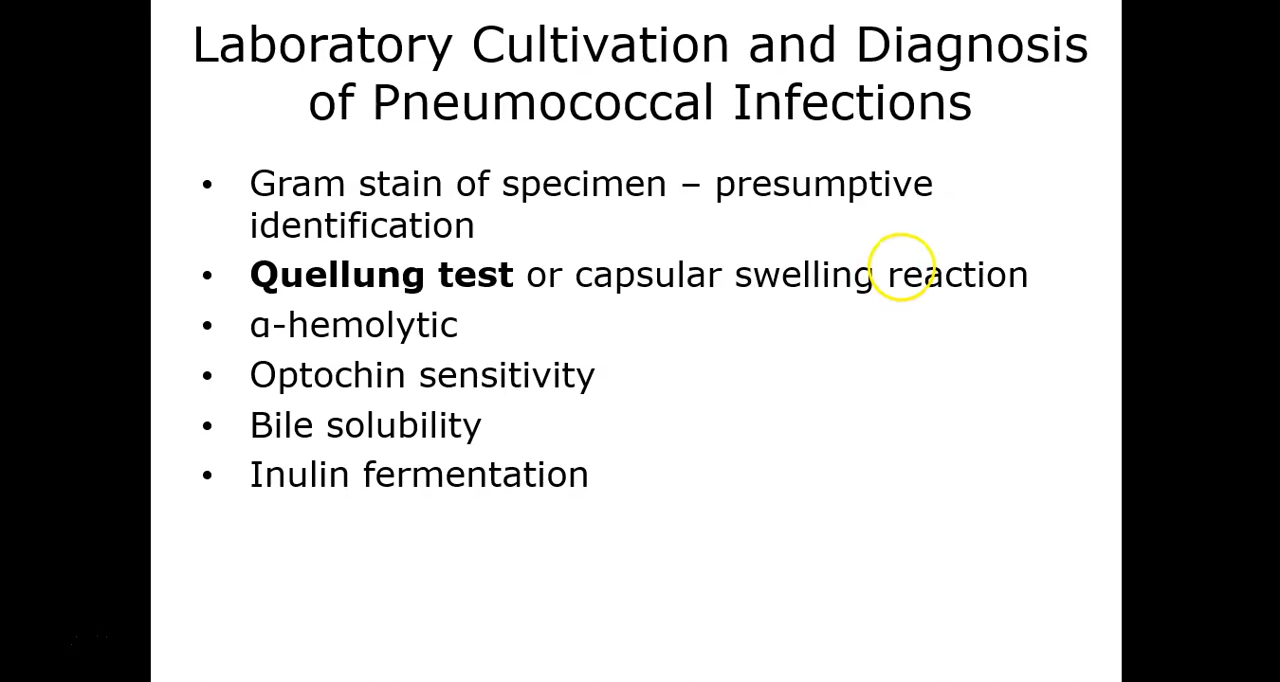 Laboratory Cultivation and Diagnosis
of Pneumococcal Infections
• Gram stain of specimen – presumptive
identification
• Quellung test or capsular swelling reaction
• ɑ-hemolytic
• Optochin sensitivity
• Bile solubility
• Inulin fermentation